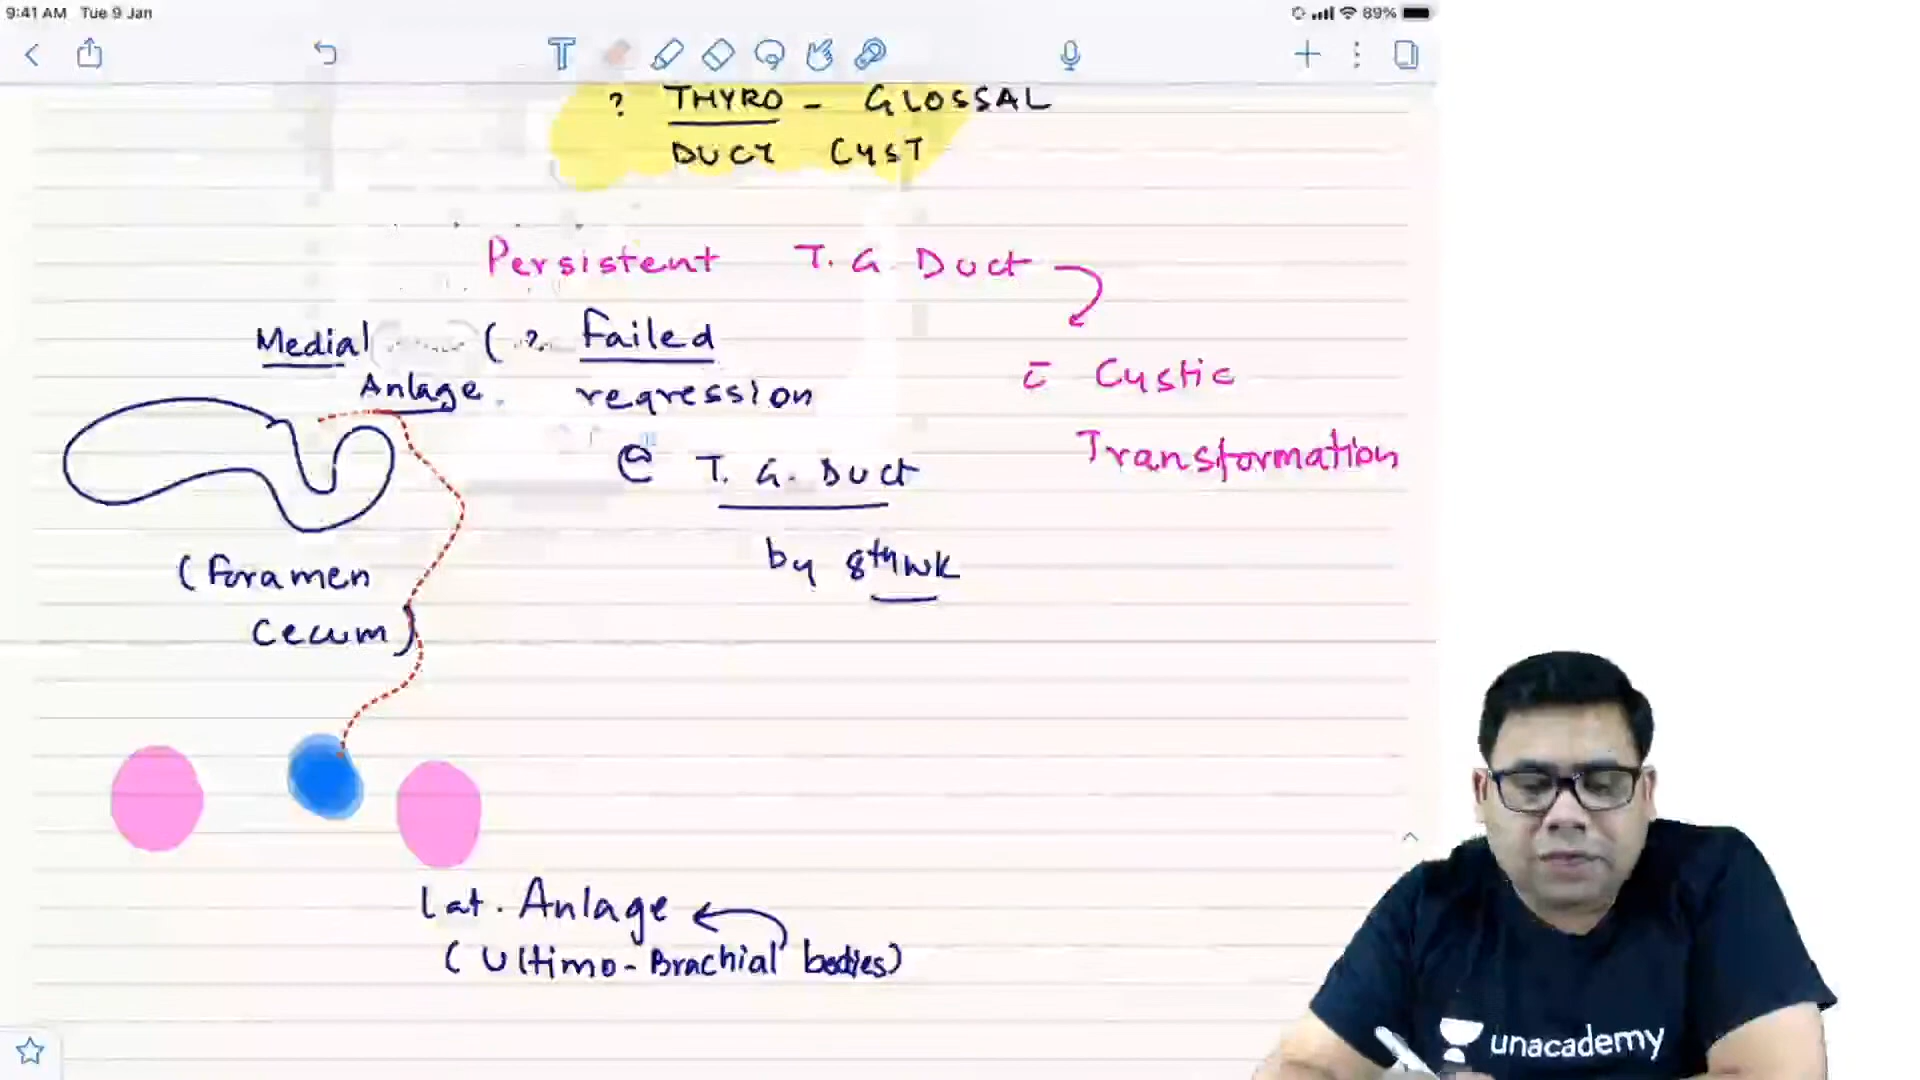 9:41 AM Tue 9 Jan
89%
? THYRO - GLOSSAL
DUCT CYST
Persistent T. G. Duct
Medial ( ? Failed
Anlage. regression
@ T. G. Duct
by 8th wk
c̄ Cystic
Transformation
(Foramen
Cecum)
Lat. Anlage
(Ultimo-Brachial bodies)
unacademy